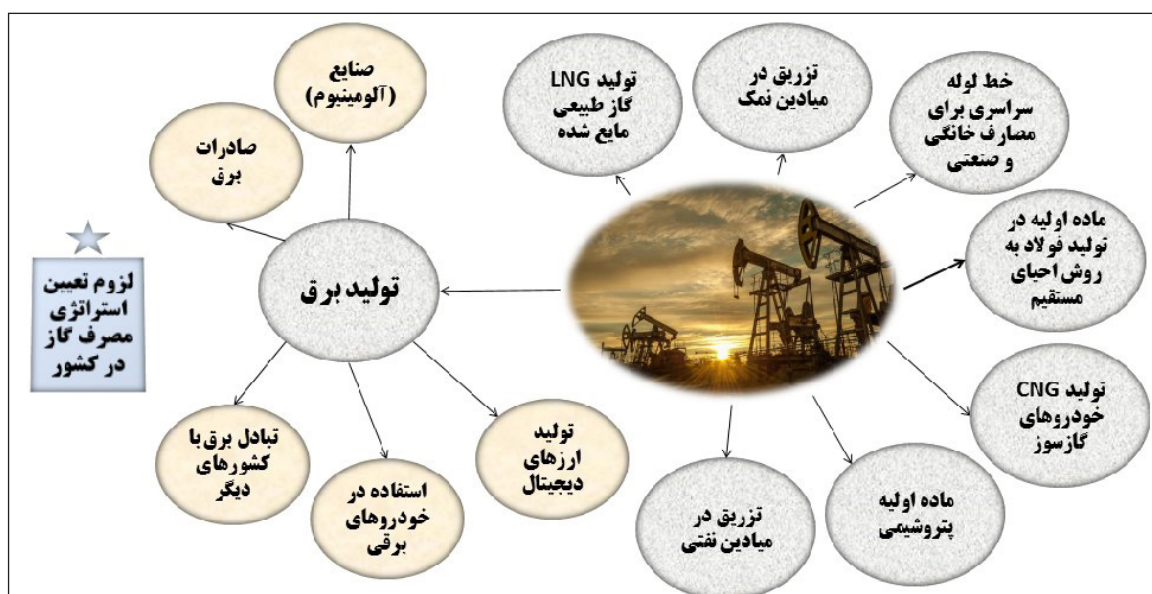 خط لوله
سراسری برای
مصارف خانگی
و صنعتی
تزریق در
میادین نمک
تولید LNG
گاز طبیعی
مایع شده
صنایع
(آلومینیوم)
صادرات
برق
ماده اولیه در
تولید فولاد به
روش احیای
مستقیم
تولید برق
لزوم تعیین
استراتژی
مصرف گاز
در کشور
تولید CNG
خودروهای
گازسوز
ماده اولیه
پتروشیمی
تزریق در
میادین نفتی
تولید
ارزهای
دیجیتال
استفاده در
خودروهای
برقی
تبادل برق با
کشورهای
دیگر